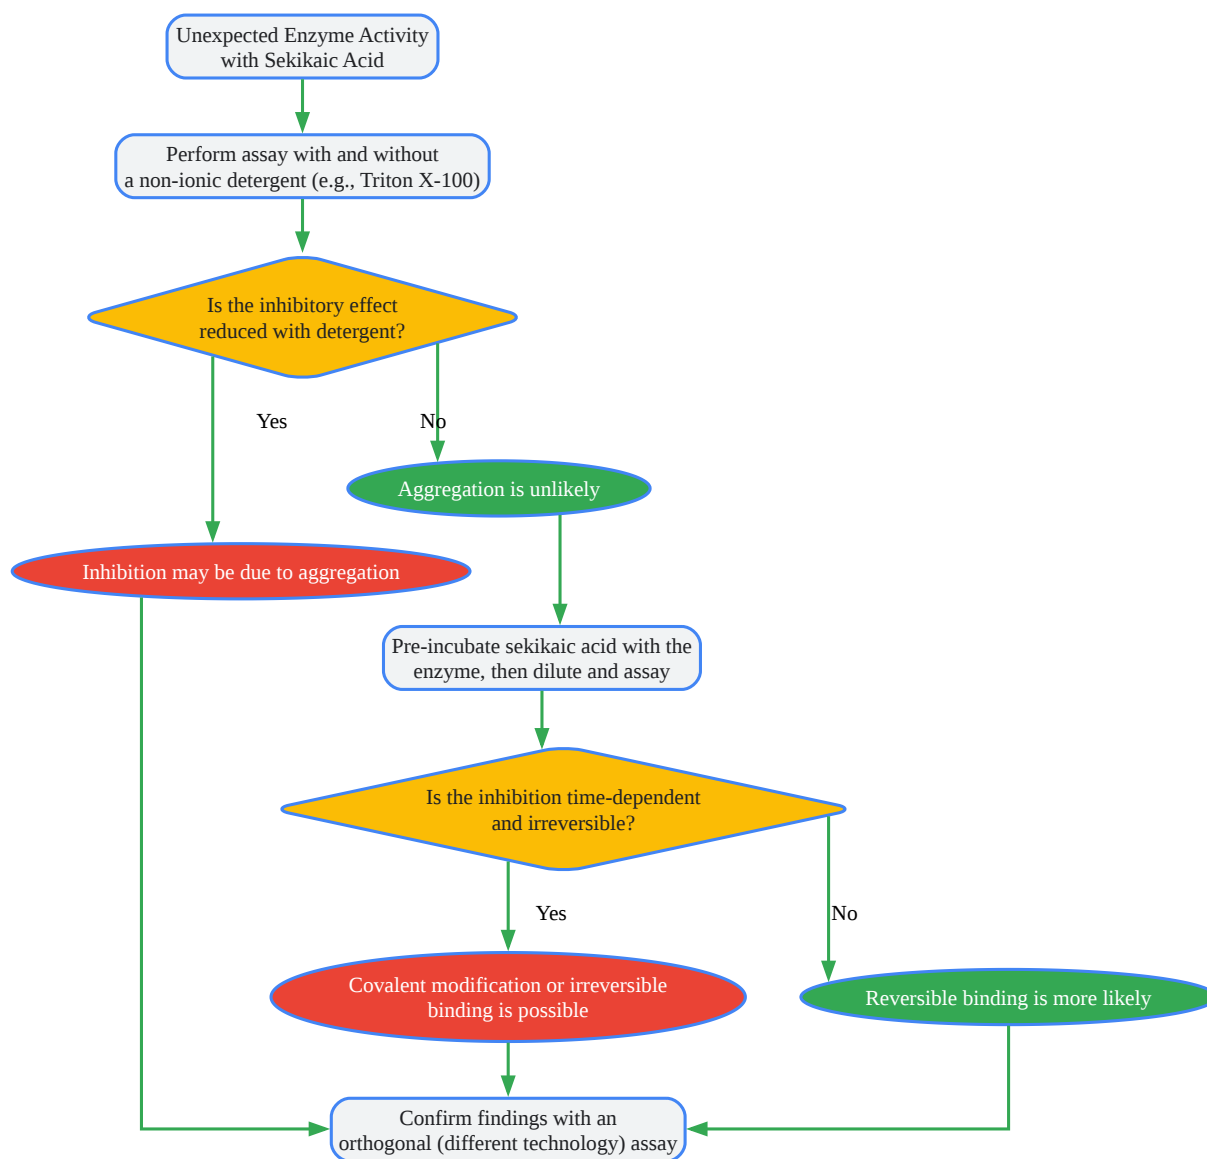 Unexpected Enzyme Activity
with Sekikaic Acid
Perform assay with and without
a non-ionic detergent (e.g., Triton X-100)
Is the inhibitory effect
reduced with detergent?
Yes
No
Aggregation is unlikely
Inhibition may be due to aggregation
Pre-incubate sekikaic acid with the
enzyme, then dilute and assay
Is the inhibition time-dependent
and irreversible?
Yes
No
Covalent modification or irreversible
binding is possible
Reversible binding is more likely
Confirm findings with an
orthogonal (different technology) assay